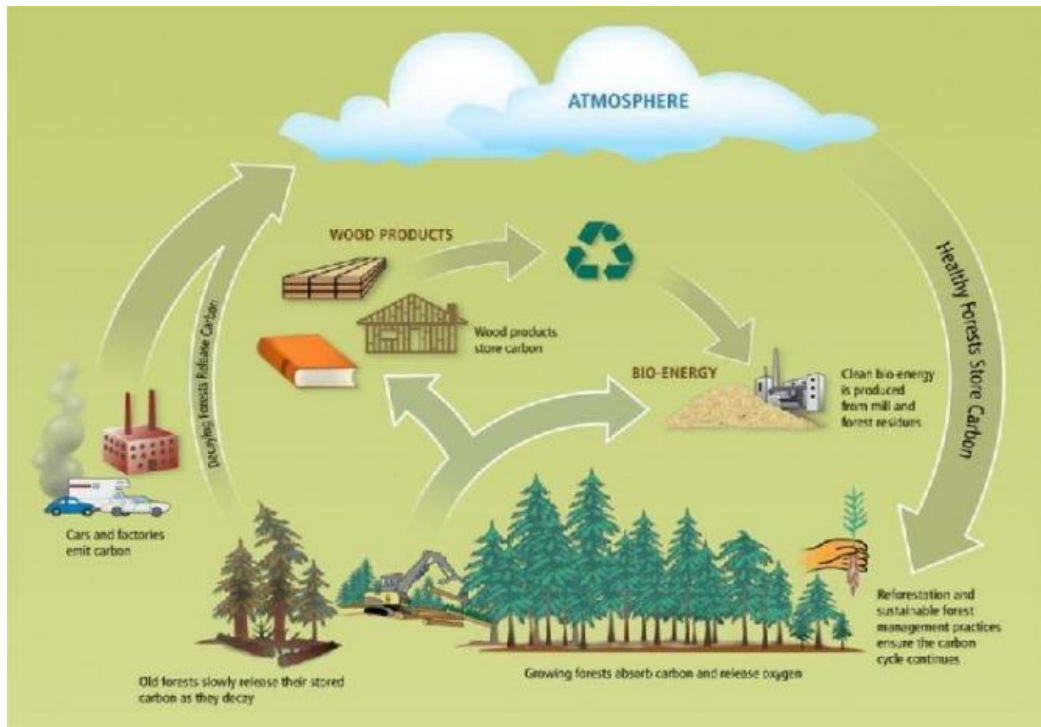 ATMOSPHERE
WOOD PRODUCTS
Wood products
store carbon
BIO-ENERGY
Clean bio-energy
is produced
from mill and
forest residues
Healthy Forests Store Carbon
Decaying Forests Release Carbon
Cars and factories
emit carbon
Reforestation and
sustainable forest
management practices
ensure the carbon
cycle continues
Old forests slowly release their stored
carbon as they decay
Growing forests absorb carbon and release oxygen